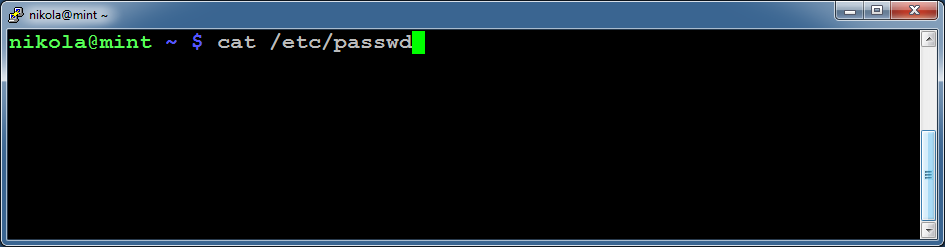 nikola@mint ~
nikola@mint ~ $ cat /etc/passwd